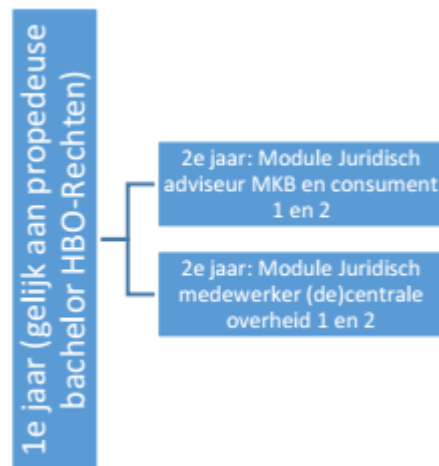 1e jaar (gelijk aan propedeuse
bachelor HBO-Rechten)
2e jaar: Module Juridisch
adviseur MKB en consument
1 en 2
2e jaar: Module Juridisch
medewerker (de)centrale
overheid 1 en 2